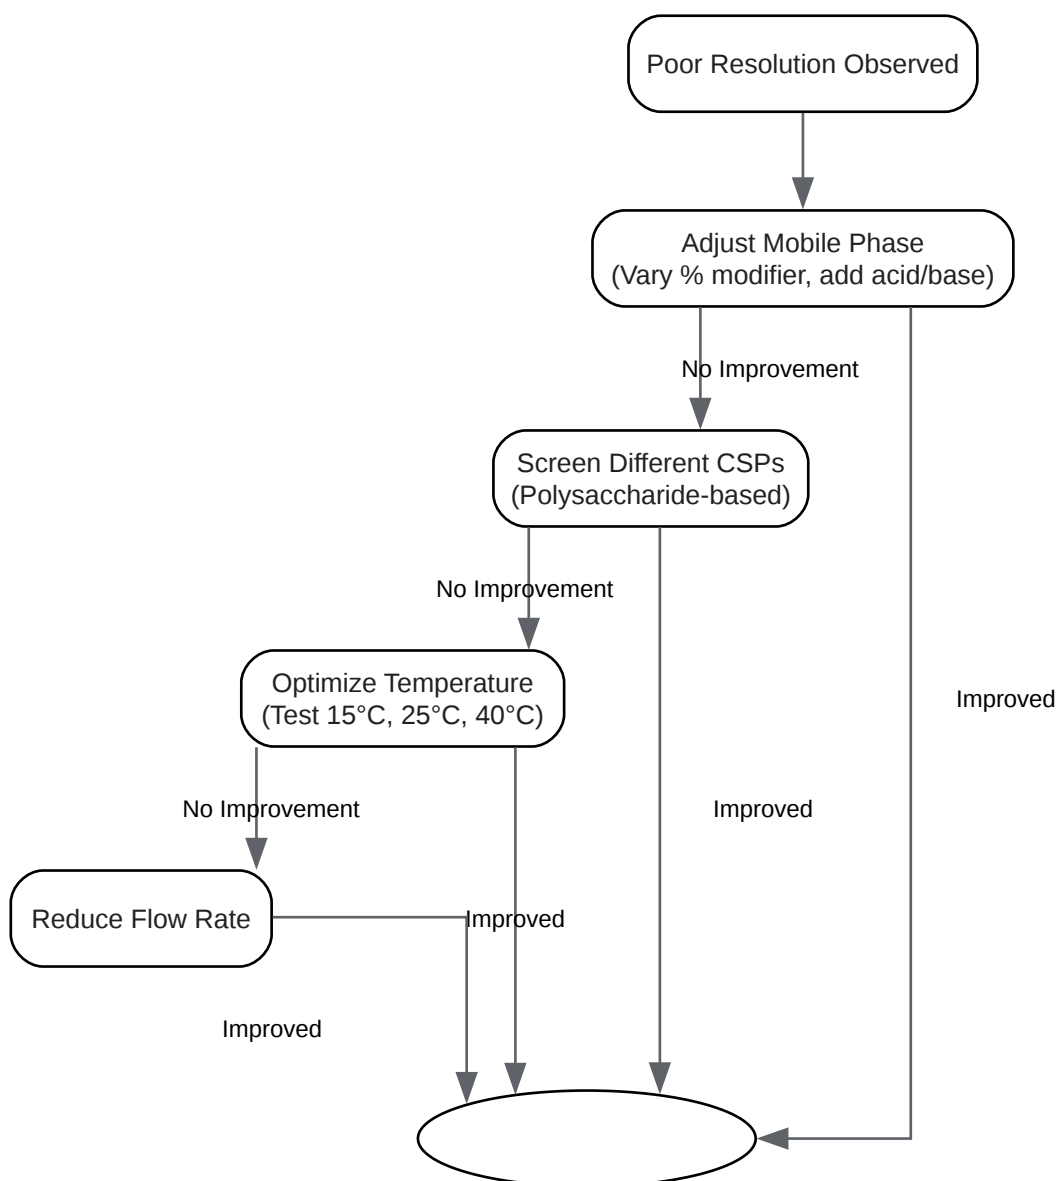 Poor Resolution Observed
Adjust Mobile Phase
(Vary % modifier, add acid/base)
No Improvement
Screen Different CSPs
(Polysaccharide-based)
No Improvement
Optimize Temperature
(Test 15°C, 25°C, 40°C)
Improved
No Improvement
Improved
Reduce Flow Rate
Improved
Improved